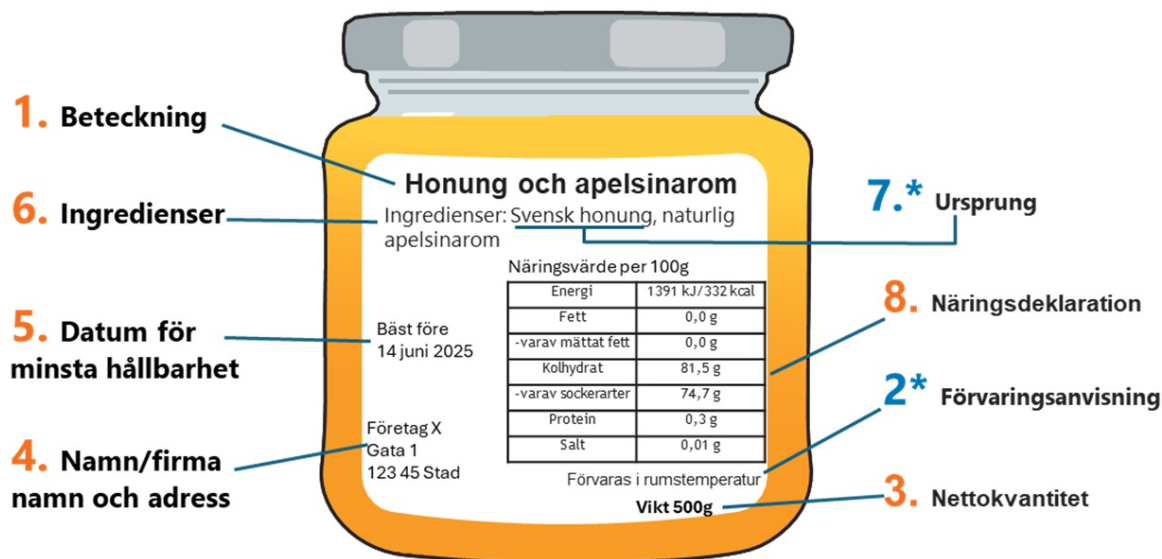 1. Beteckning
6. Ingredienser
5. Datum för
minsta hållbarhet
4. Namn/firma
namn och adress
Honung och apelsinarom
Ingredienser: Svensk honung, naturlig
apelsinarom
Näringsvärde per 100g
Energi 1391 kJ/332 kcal
Fett 0,0 g
-varav mättat fett 0,0 g
Kolhydrat 81,5 g
-varav sockerarter 74,7 g
Protein 0,3 g
Salt 0,01 g
Bäst före
14 juni 2025
Företag X
Gata 1
123 45 Stad
Förvaras i rumstemperatur
Vikt 500g
7.* Ursprung
8. Näringsdeklaration
2* Förvaringsanvisning
3. Nettokvantitet